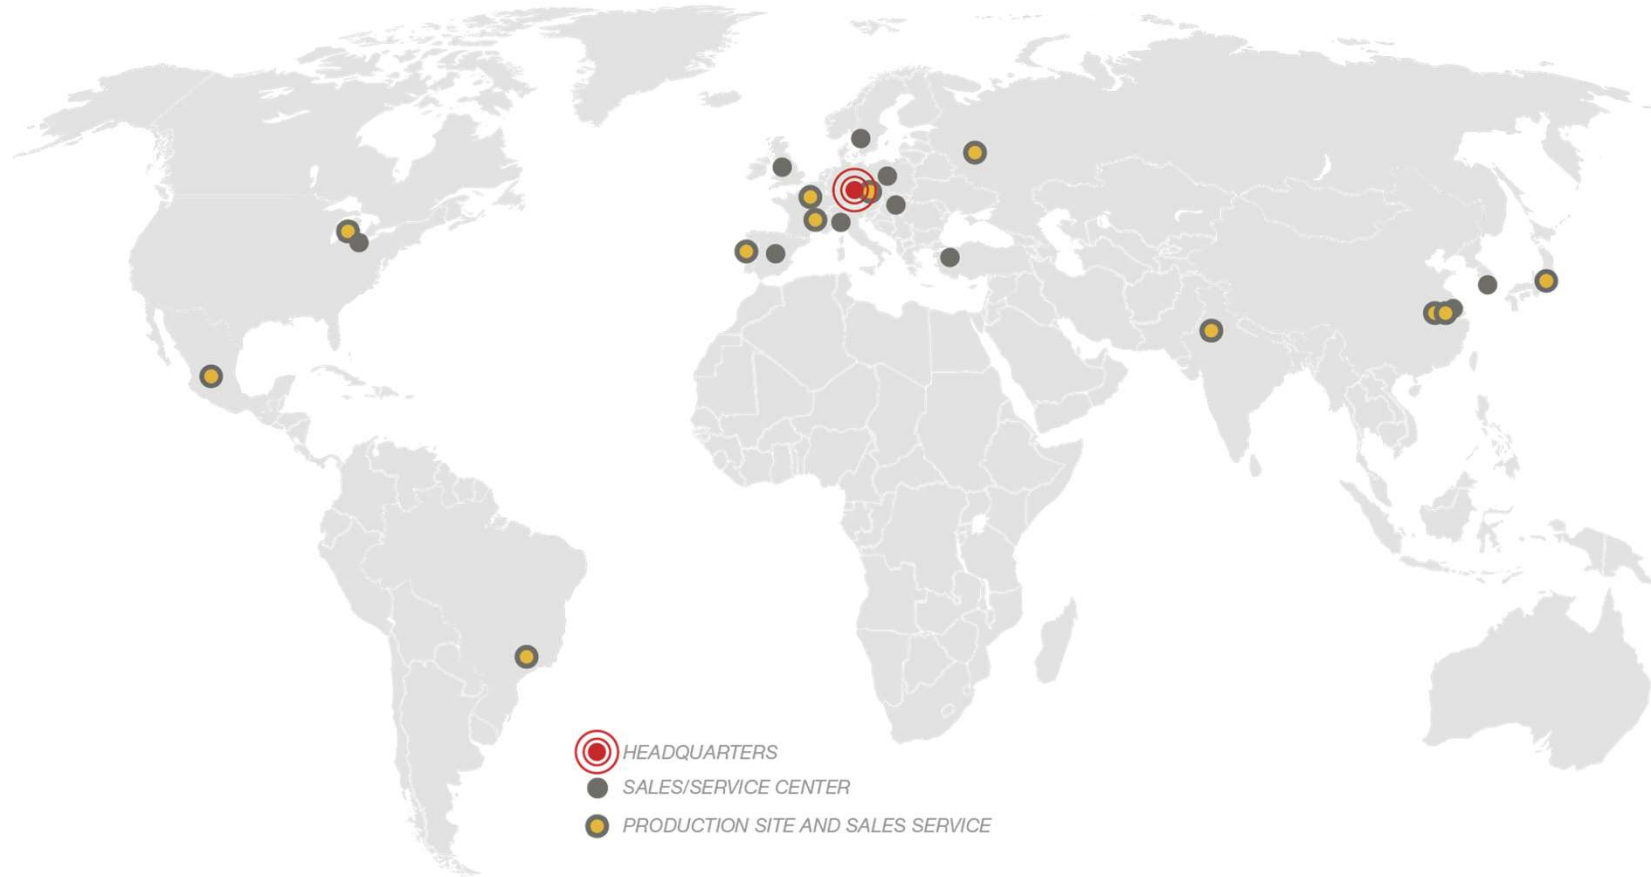 HEADQUARTERS
SALES/SERVICE CENTER
PRODUCTION SITE AND SALES SERVICE